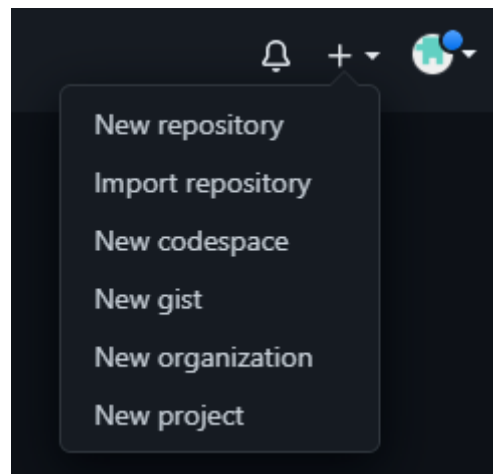 New repository
Import repository
New codespace
New gist
New organization
New project